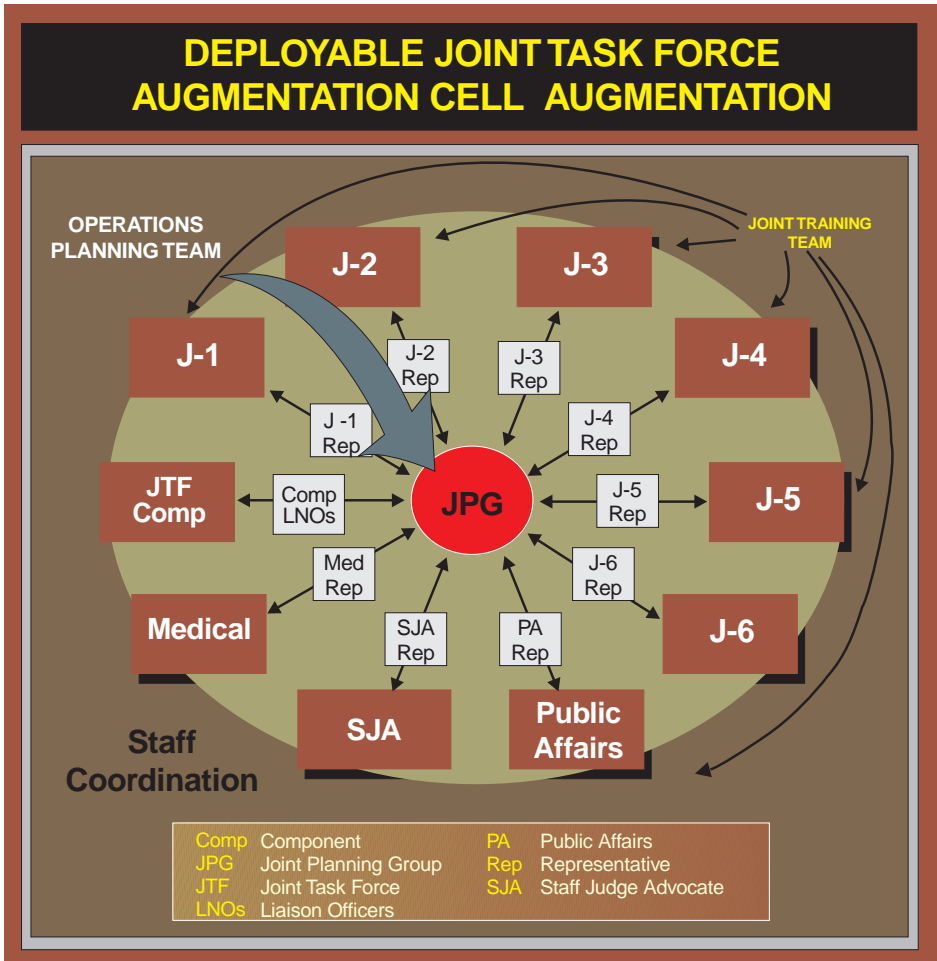 DEPLOYABLE JOINT TASK FORCE
AUGMENTATION CELL AUGMENTATION
OPERATIONS
PLANNING TEAM
JOINT TRAINING
TEAM
J-2
J-3
J-1
J-4
J-2
Rep
J-3
Rep
J -1
Rep
J-4
Rep
JTF
Comp
Comp
LNOs
JPG
J-5
Rep
J-5
Med
Rep
J-6
Rep
Medical
SJA
Rep
PA
Rep
J-6
SJA
Public
Affairs
Staff
Coordination
Comp Component
JPG Joint Planning Group
JTF Joint Task Force
LNOs Liaison Officers
PA Public Affairs
Rep Representative
SJA Staff Judge Advocate